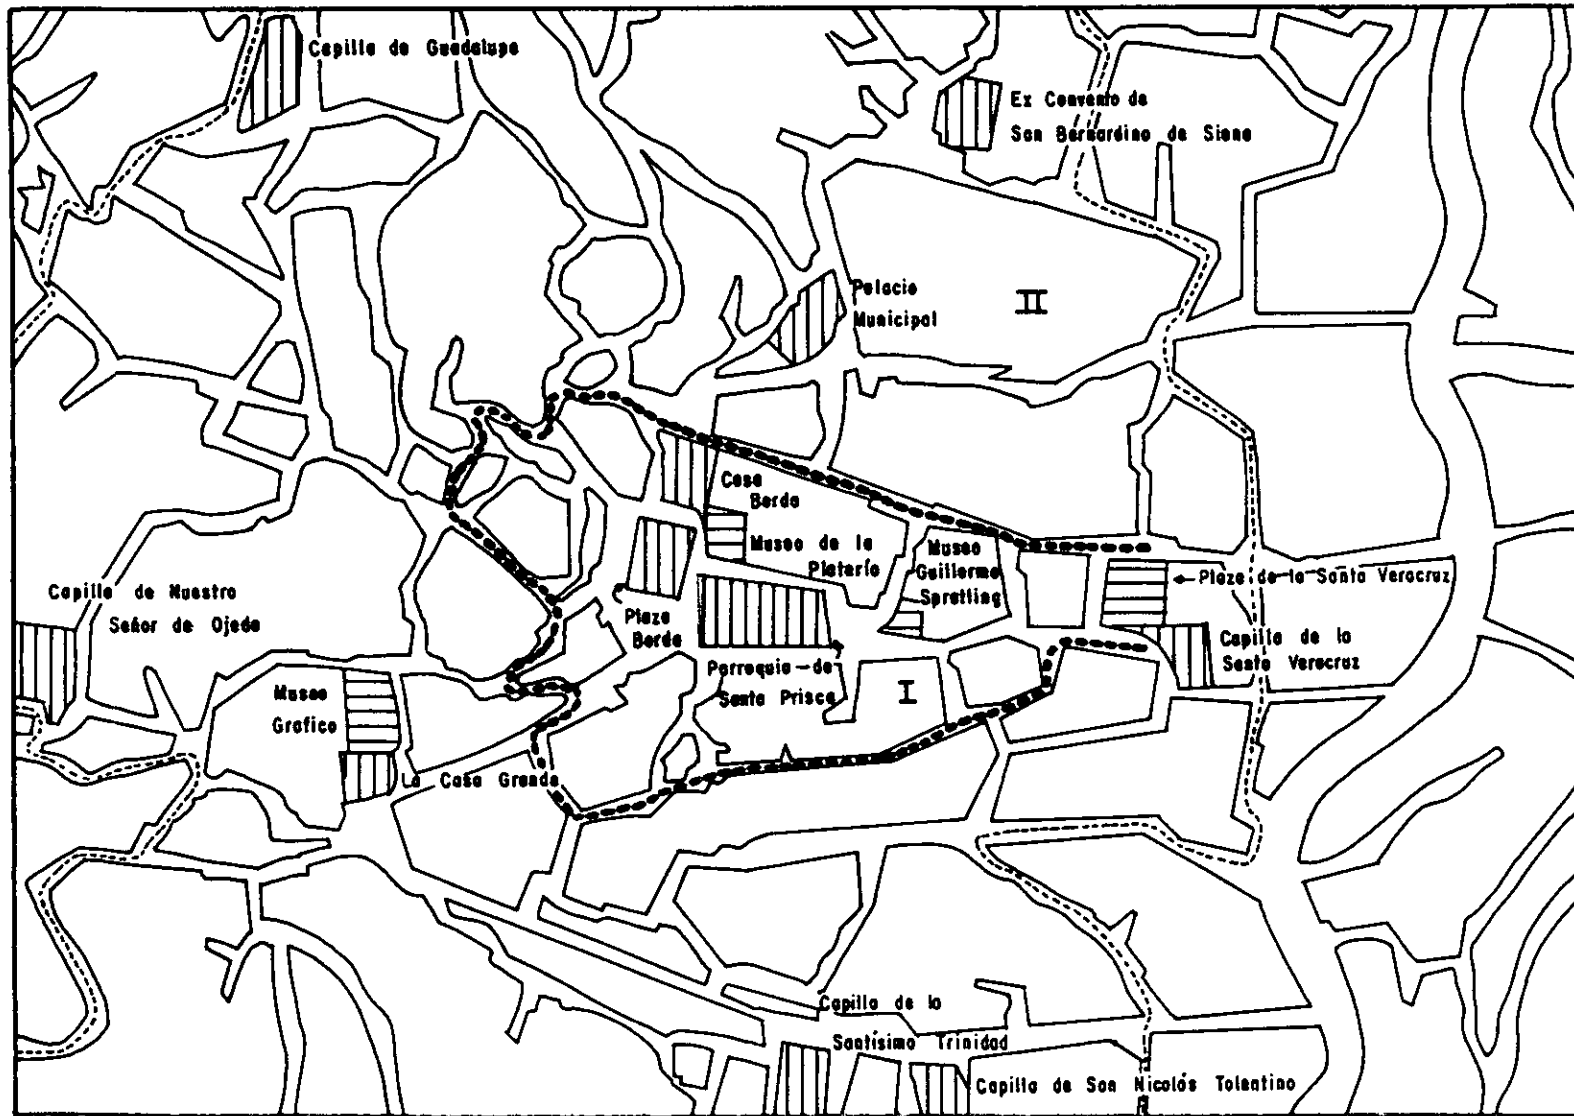 Capilla de Guadalupe
Ex Convento de
San Bernardino de Siena
Palacio
Municipal
II
Casa
Borda
Museo de la
Platería
Museo
Guillermo
Spratling
Plaza de la Santa Veracruz
Capilla de Nuestro
Señor de Ojeda
Plaza
Borda
Capilla de la
Santa Veracruz
Parroquia de
Santa Prisca
I
Museo
Grafico
La Casa Grande
Capilla de la
Santísima Trinidad
Capilla de San Nicolás Tolentino